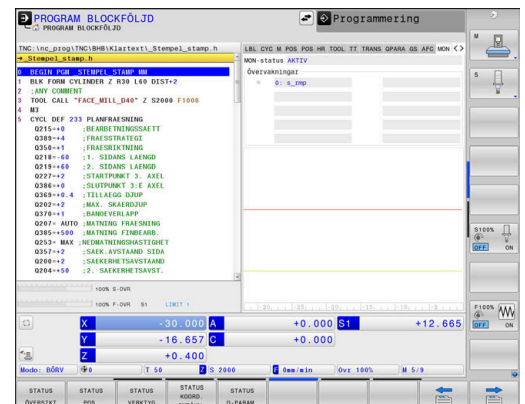 PROGRAM BLOCKFÖLJD
PROGRAM BLOCKFÖLJD
Programmering
TNC:\nc_prog\TNC\BHB\Klartext\_Stempel_stamp.h
→_Stempel_stamp.h
0 BEGIN PGM _STEMPEL_STAMP MM
1 BLK FORM CYLINDER Z R30 L60 DIST+2
2 ;ANY COMMENT
3 TOOL CALL "FACE_MILL_D40" Z S2000 F1000
4 M3
5 CYCL DEF 233 PLANFRAESNING
Q215=+0 ;BEARBETNINGSSAETT
Q389=+4 ;FRAESSTRATEGI
Q350=+1 ;FRAESRIKTNING
Q218=-60 ;1. SIDANS LAENGD
Q219=+60 ;2. SIDANS LAENGD
Q227=+2 ;STARTPUNKT 3. AXEL
Q386=+0 ;SLUTPUNKT 3:E AXEL
Q369=+0.4 ;TILLAEGG DJUP
Q202=+2 ;MAX. SKAERDJUP
Q370=+1 ;BANOEVERLAPP
Q207= AUTO ;MATNING FRAESNING
Q385=+500 ;MATNING FINBEARB.
Q253= MAX ;NEDMATNINGSHASTIGHET
Q357=+2 ;SAEK.AVSTAAND SIDA
Q200=+2 ;SAEKERHETSAVSTAAND
Q204=+50 ;2. SAEKERHETSAVST.
LBL CYC M POS POS HR TOOL TT TRANS QPARA GS AFC MON
MON-status AKTIV
Övervakningar
0: s_rmp
100% S-OVR
100% F-OVR S1 LIMIT 1
X -30.000 A +0.000 S1 +12.665
Y -16.657 C +0.000
Z +0.400
Modo: BÖRV 0 T 50 Z S 2000 F 0mm/min Ovr 100% M 5/9
M
S
S100%
OFF ON
F100%
OFF ON
STATUS
ÖVERSIKT
STATUS
POS
STATUS
VERKTYG
STATUS
KOORD.
STATUS
Q-PARAM